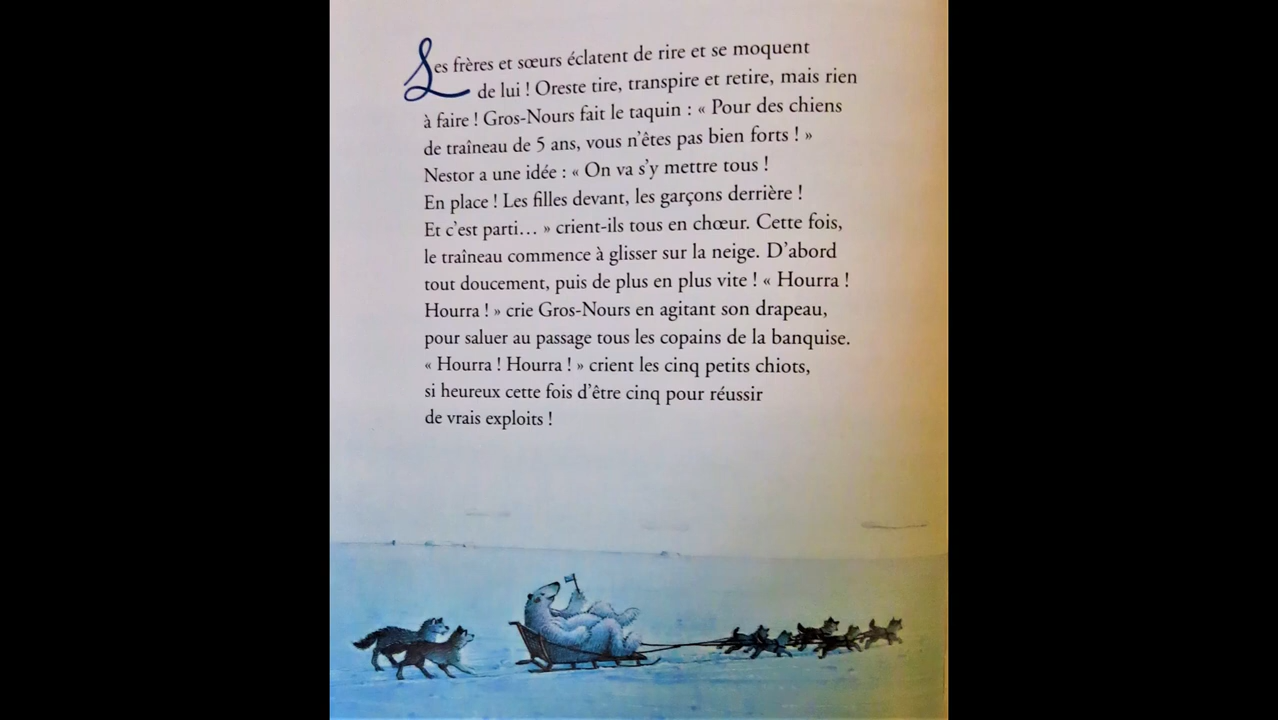 Les frères et sœurs éclatent de rire et se moquent
de lui ! Oreste tire, transpire et retire, mais rien
à faire ! Gros-Nours fait le taquin : « Pour des chiens
de traîneau de 5 ans, vous n'êtes pas bien forts ! »
Nestor a une idée : « On va s'y mettre tous !
En place ! Les filles devant, les garçons derrière !
Et c'est parti… » crient-ils tous en chœur. Cette fois,
le traîneau commence à glisser sur la neige. D'abord
tout doucement, puis de plus en plus vite ! « Hourra !
Hourra ! » crie Gros-Nours en agitant son drapeau,
pour saluer au passage tous les copains de la banquise.
« Hourra ! Hourra ! » crient les cinq petits chiots,
si heureux cette fois d'être cinq pour réussir
de vrais exploits !